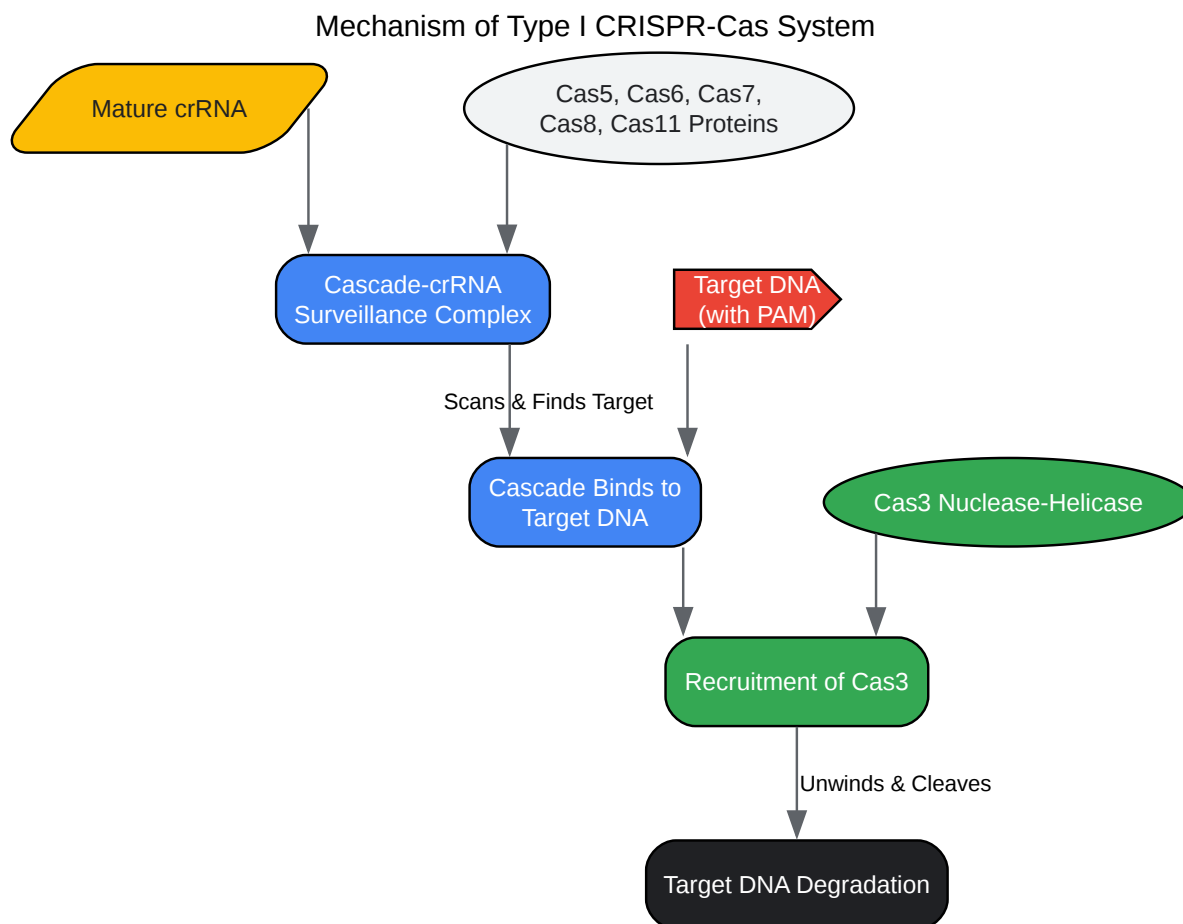 Mechanism of Type I CRISPR-Cas System
Mature crRNA
Cas5, Cas6, Cas7,
Cas8, Cas11 Proteins
Cascade-crRNA
Surveillance Complex
Target DNA
(with PAM)
Scans & Finds Target
Cascade Binds to
Target DNA
Cas3 Nuclease-Helicase
Recruitment of Cas3
Unwinds & Cleaves
Target DNA Degradation